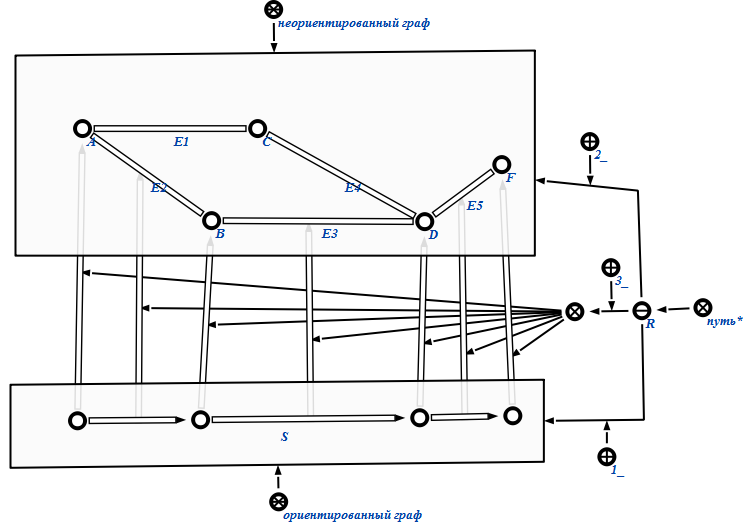 неориентированный граф
A
E1
C
2_
E2
E4
F
E5
B
E3
D
3_
R
путь*
S
1_
ориентированный граф